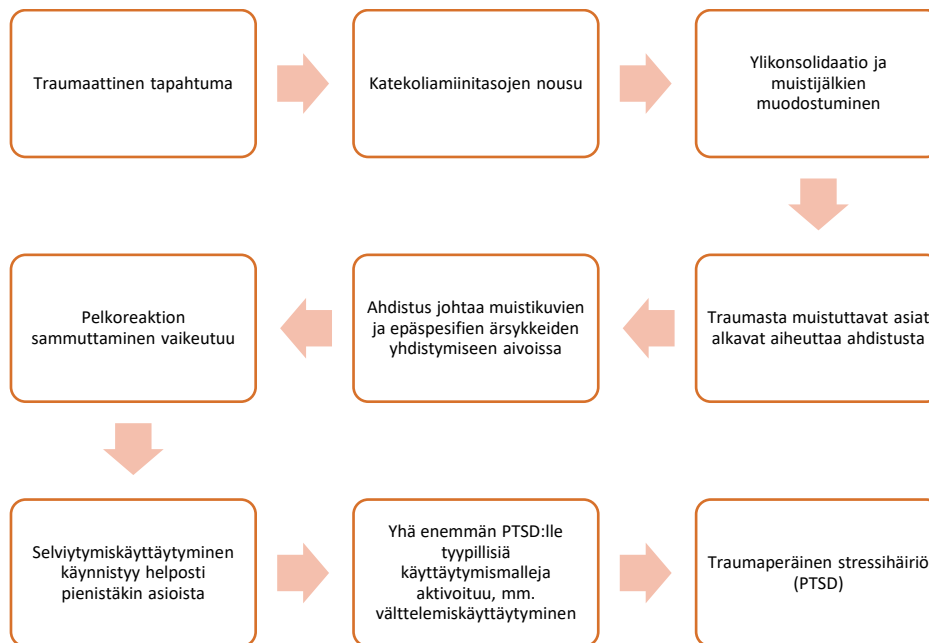 Traumaattinen tapahtuma
Katekoliamiinitasojen nousu
Ylikonsolidaatio ja
muistijälkien
muodostuminen
Traumasta muistuttavat asiat
alkavat aiheuttaa ahdistusta
Ahdistus johtaa muistikuvien
ja epäspesifien ärsykkeiden
yhdistymiseen aivoissa
Pelkoreaktion
sammuttaminen vaikeutuu
Selviytymiskäyttäytyminen
käynnistyy helposti
pienistäkin asioista
Yhä enemmän PTSD:lle
tyypillisiä
käyttäytymismalleja
aktivoituu, mm.
välttelemiskäyttäytyminen
Traumaperäinen stressihäiriö
(PTSD)